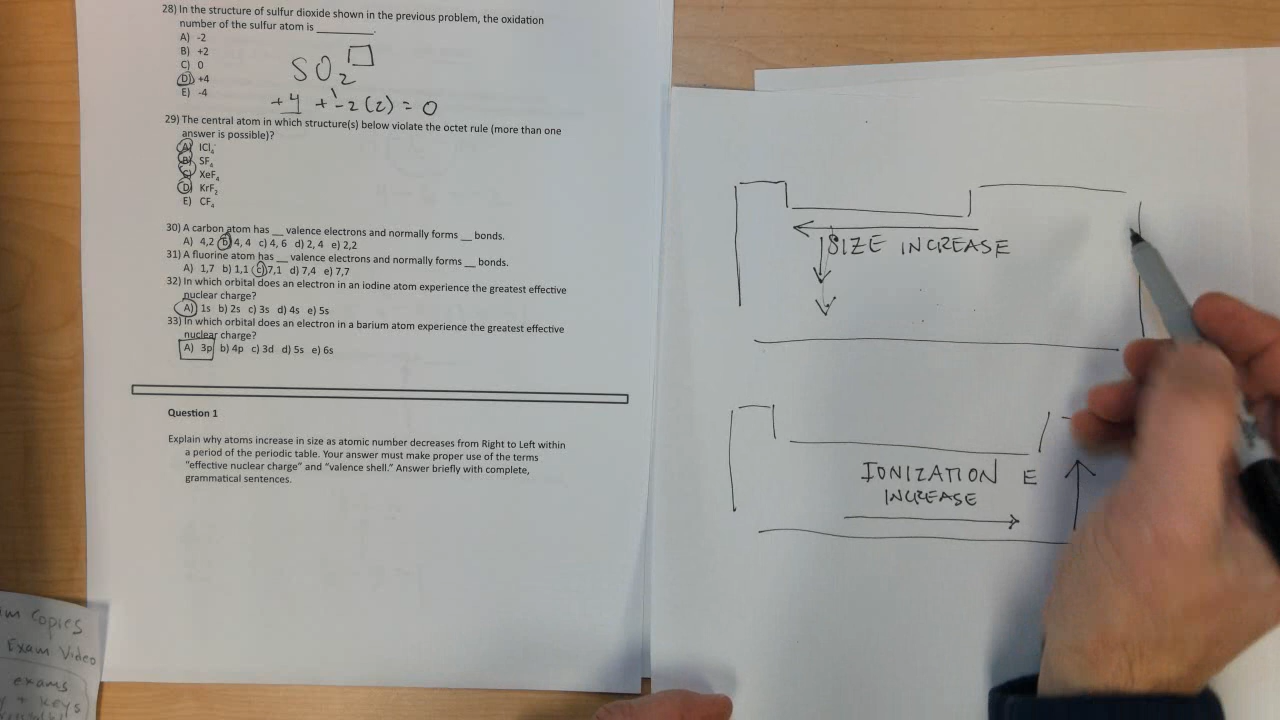 28) In the structure of sulfur dioxide shown in the previous problem, the oxidation
number of the sulfur atom is ________.
A) -2
B) +2
C) 0
D) +4
E) -4
SO2
+4 + -2(2) = 0
29) The central atom in which structure(s) below violate the octet rule (more than one
answer is possible)?
A) ICl4-
B) SF4
C) XeF4
D) KrF2
E) CF4
30) A carbon atom has __ valence electrons and normally forms __ bonds.
A) 4,2 b) 4, 4 c) 4, 6 d) 2, 4 e) 2,2
31) A fluorine atom has __ valence electrons and normally forms __ bonds.
A) 1,7 b) 1,1 c) 7,1 d) 7,4 e) 7,7
32) In which orbital does an electron in an iodine atom experience the greatest effective
nuclear charge?
A) 1s b) 2s c) 3s d) 4s e) 5s
33) In which orbital does an electron in a barium atom experience the greatest effective
nuclear charge?
A) 3p b) 4p c) 3d d) 5s e) 6s
Question 1
Explain why atoms increase in size as atomic number decreases from Right to Left within
a period of the periodic table. Your answer must make proper use of the terms
"effective nuclear charge" and "valence shell." Answer briefly with complete,
grammatical sentences.
SIZE INCREASE
IONIZATION E
INCREASE
Copies
Exam Video
exams
+ keys